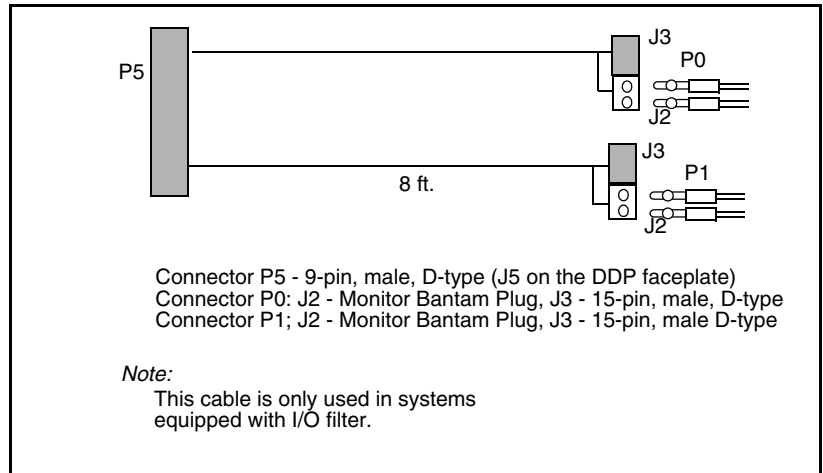 J3
P0
P5
J2
J3
P1
8 ft.
J2
Connector P5 - 9-pin, male, D-type (J5 on the DDP faceplate)
Connector P0: J2 - Monitor Bantam Plug, J3 - 15-pin, male, D-type
Connector P1; J2 - Monitor Bantam Plug, J3 - 15-pin, male D-type
Note:
This cable is only used in systems
equipped with I/O filter.